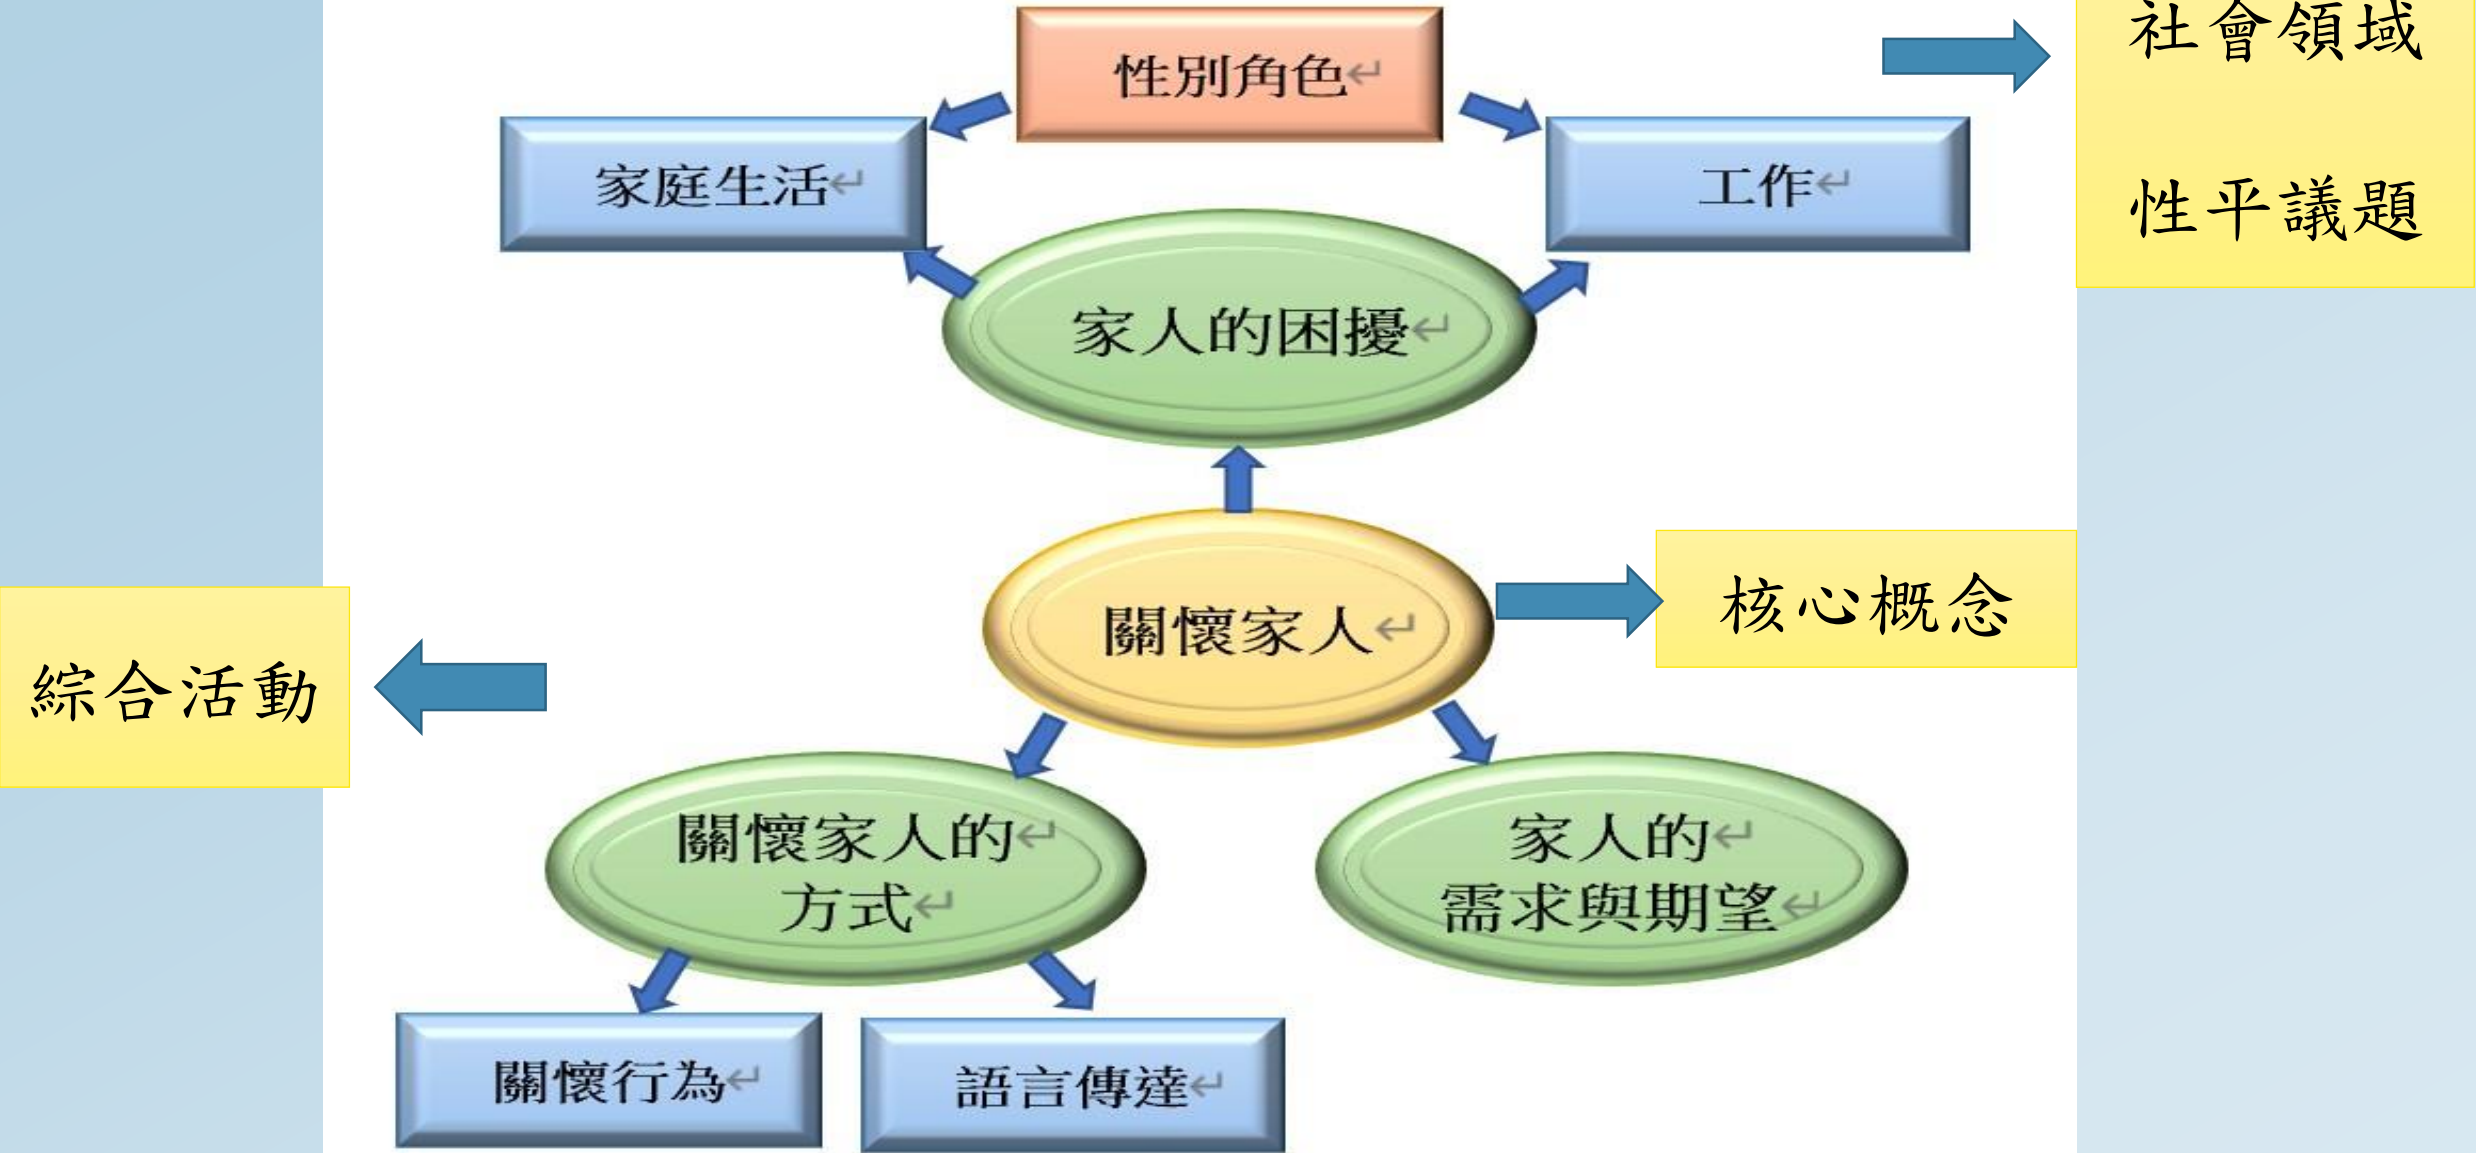 社會領域
性別角色
家庭生活
工作
性平議題
家人的困擾
核心概念
關懷家人
綜合活動
關懷家人的
方式
家人的
需求與期望
關懷行為
語言傳達